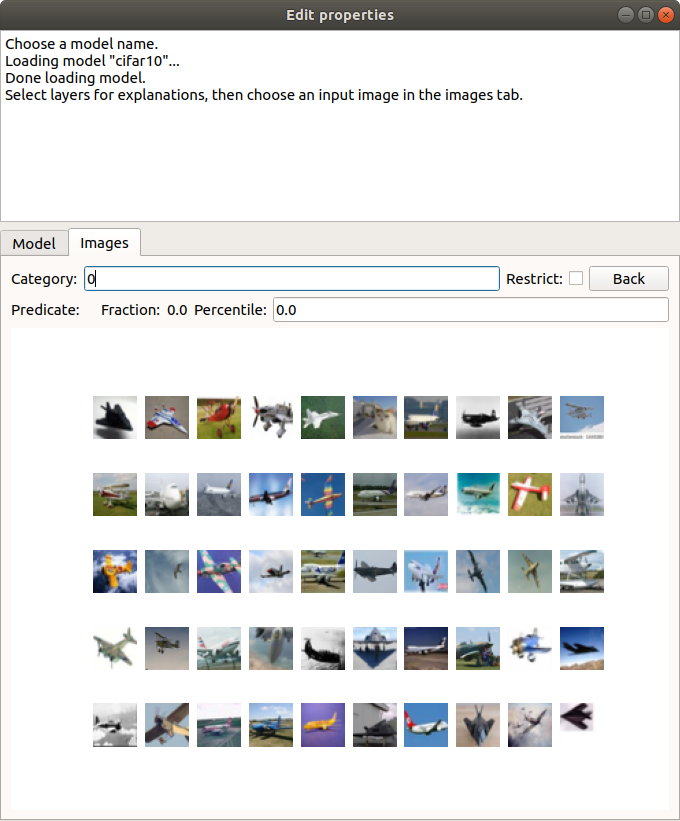 Edit properties
Choose a model name.
Loading model "cifar10"...
Done loading model.
Select layers for explanations, then choose an input image in the images tab.
Model Images
Category: 0 Restrict: Back
Predicate: Fraction: 0.0 Percentile: 0.0